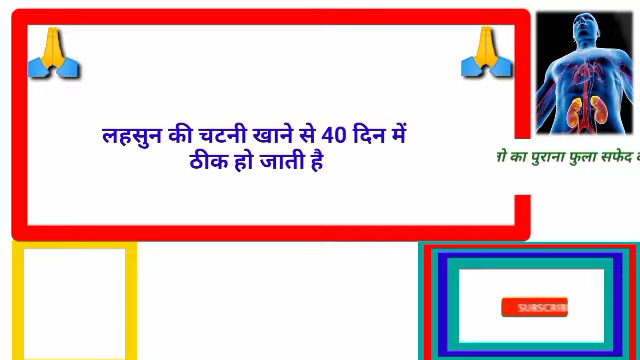 लहसुन की चटनी खाने से 40 दिन में
ठीक हो जाती है
का पुराना फुला सफेद
SUBSCRIBE